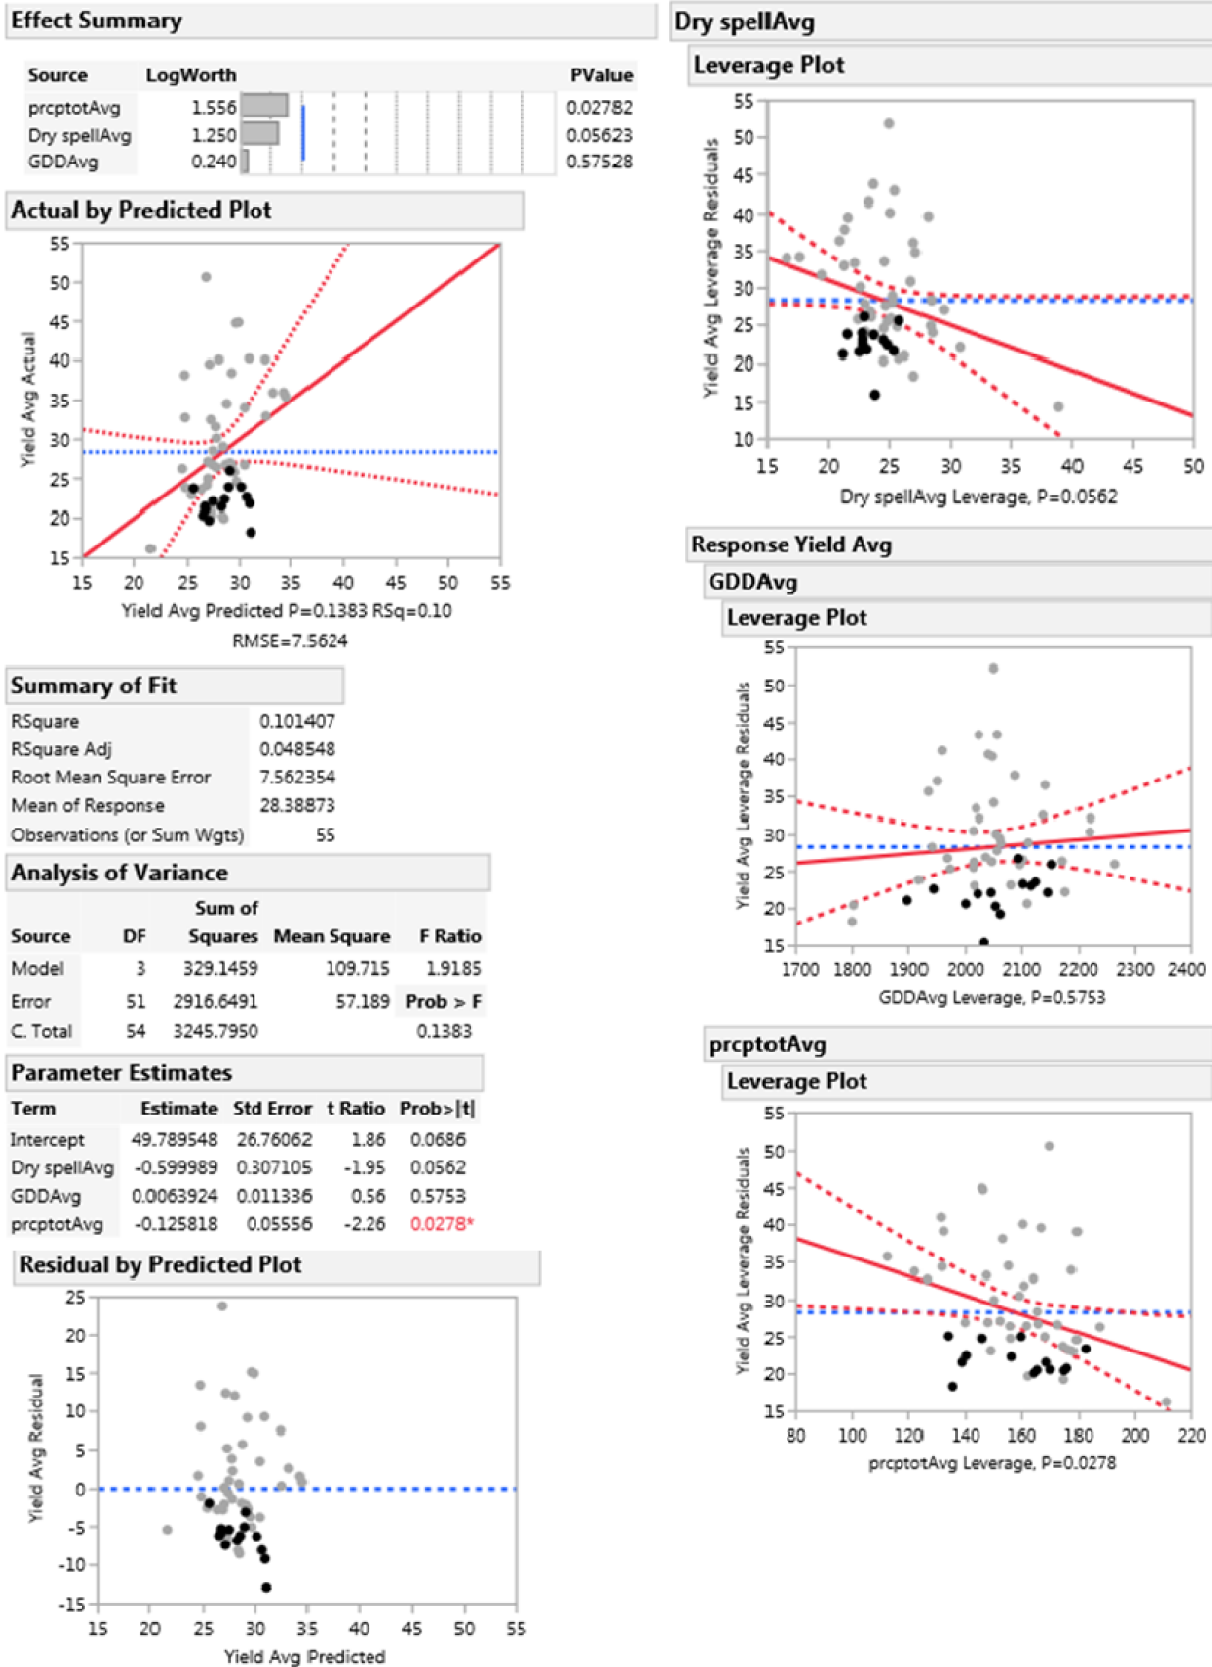 Effect Summary
Source LogWorth PValue
prcptotAvg 1.556 0.02782
Dry spellAvg 1.250 0.05623
GDDAvg 0.240 0.57528
Actual by Predicted Plot
55
50
45
40
35
30
25
20
15
Yield Avg Actual
15 20 25 30 35 40 45 50 55
Yield Avg Predicted P=0.1383 RSq=0.10
RMSE=7.5624
Summary of Fit
RSquare 0.101407
RSquare Adj 0.048548
Root Mean Square Error 7.562354
Mean of Response 28.38873
Observations (or Sum Wgts) 55
Analysis of Variance
Sum of
Source DF Squares Mean Square F Ratio
Model 3 329.1459 109.715 1.9185
Error 51 2916.6491 57.189 Prob > F
C. Total 54 3245.7950 0.1383
Parameter Estimates
Term Estimate Std Error t Ratio Prob>|t|
Intercept 49.789548 26.76062 1.86 0.0686
Dry spellAvg -0.599989 0.307105 -1.95 0.0562
GDDAvg 0.0063924 0.011336 0.56 0.5753
prcptotAvg -0.125818 0.05556 -2.26 0.0278*
Residual by Predicted Plot
25
20
15
10
5
0
-5
-10
-15
Yield Avg Residual
15 20 25 30 35 40 45 50 55
Yield Avg Predicted
Dry spellAvg
Leverage Plot
55
50
45
40
35
30
25
20
15
10
Yield Avg Leverage Residuals
15 20 25 30 35 40 45 50
Dry spellAvg Leverage, P=0.0562
Response Yield Avg
GDDAvg
Leverage Plot
55
50
45
40
35
30
25
20
15
Yield Avg Leverage Residuals
1700 1800 1900 2000 2100 2200 2300 2400
GDDAvg Leverage, P=0.5753
prcptotAvg
Leverage Plot
55
50
45
40
35
30
25
20
15
Yield Avg Leverage Residuals
80 100 120 140 160 180 200 220
prcptotAvg Leverage, P=0.0278